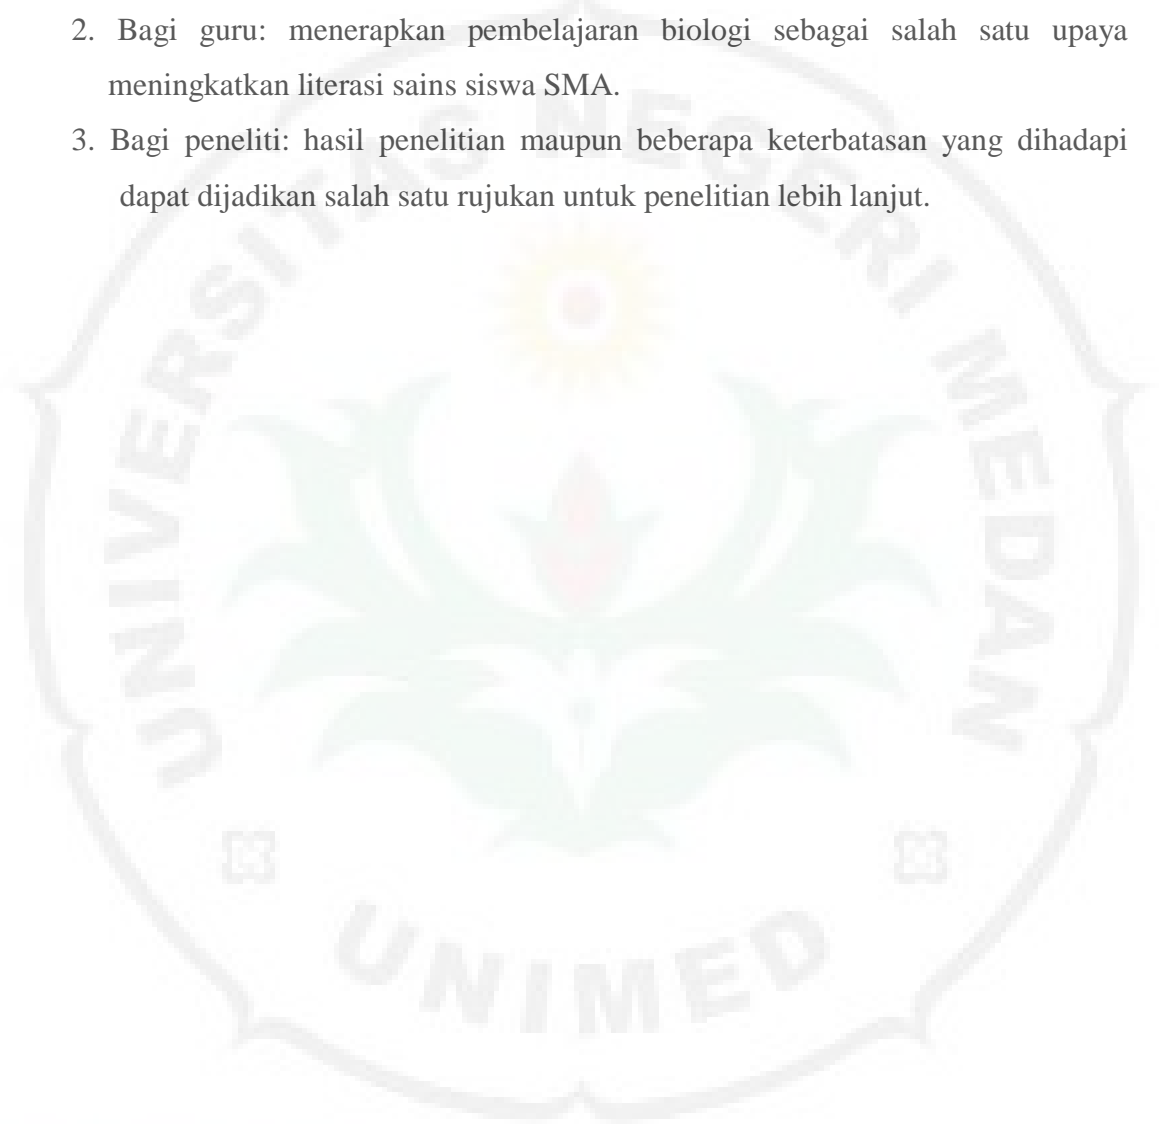 2. Bagi guru: menerapkan pembelajaran biologi sebagai salah satu upaya
meningkatkan literasi sains siswa SMA.
3. Bagi peneliti: hasil penelitian maupun beberapa keterbatasan yang dihadapi
dapat dijadikan salah satu rujukan untuk penelitian lebih lanjut.
UNIVERSITAS NEGERI MEDAN
UNIMED